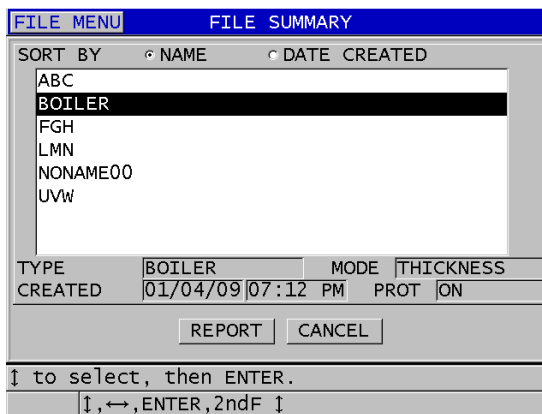 FILE MENU FILE SUMMARY
SORT BY NAME DATE CREATED
ABC
BOILER
FGH
LMN
NONAME00
UVW
TYPE BOILER MODE THICKNESS
CREATED 01/04/09 07:12 PM PROT ON
REPORT CANCEL
↕ to select, then ENTER.
↕,↔,ENTER,2ndF ↕